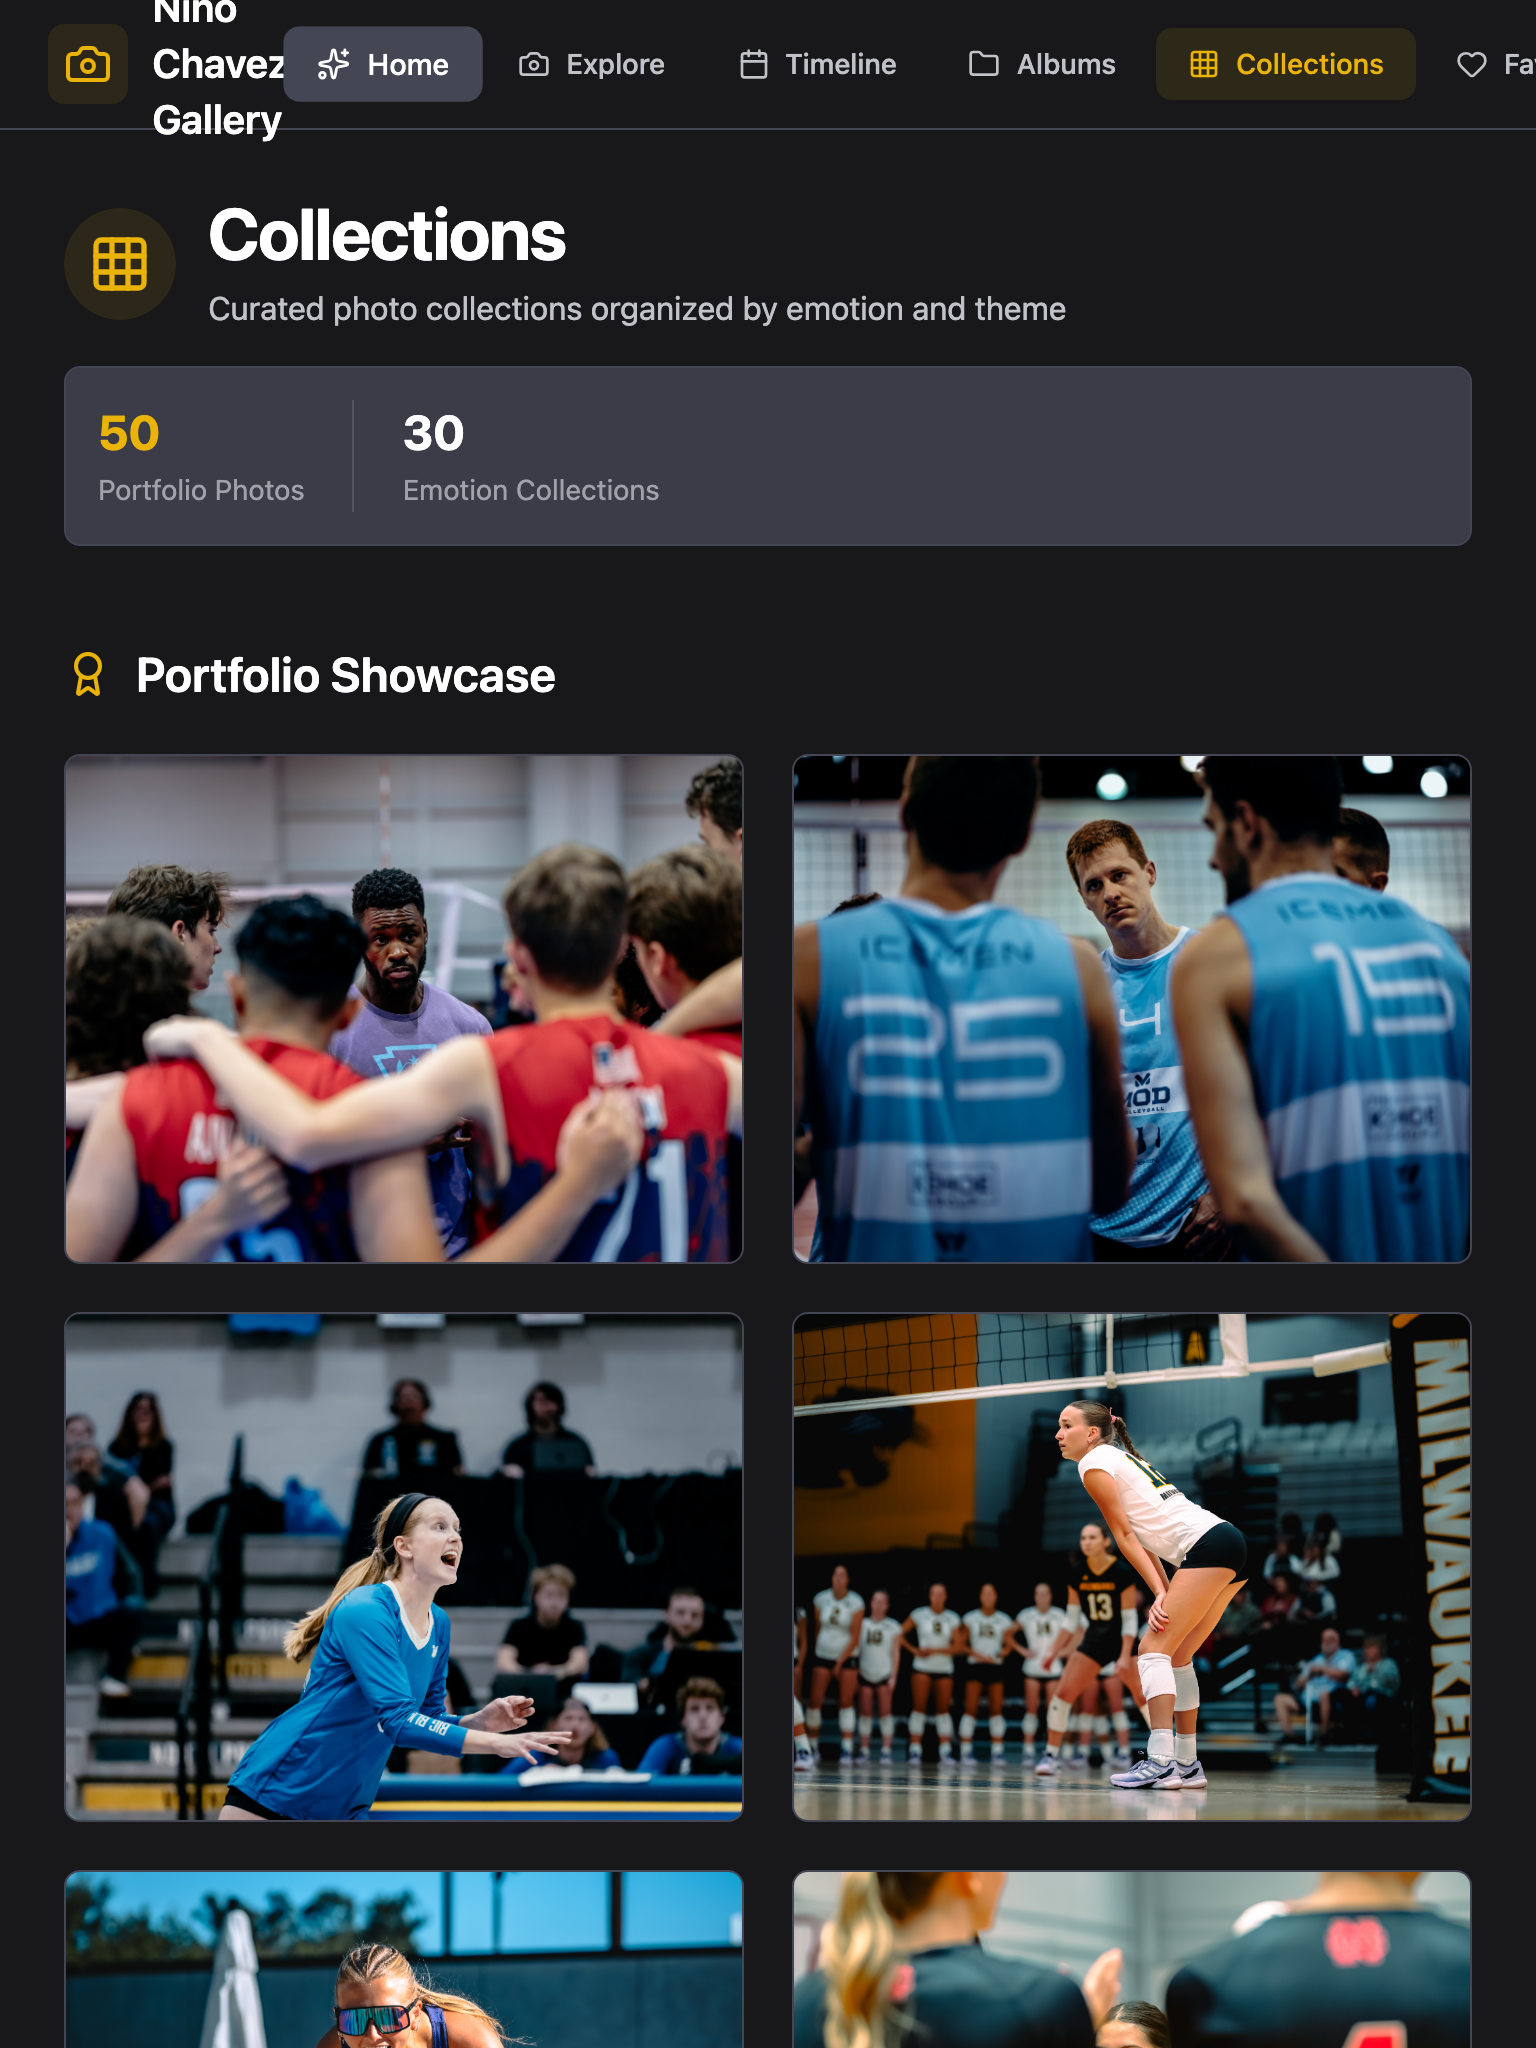 Nino
Chavez
Gallery
Home
Explore
Timeline
Albums
Collections
Collections
Curated photo collections organized by emotion and theme
50
Portfolio Photos
30
Emotion Collections
Portfolio Showcase
21
ICEMEN
25
4
MOD
ICEMEN
15
13
MILWAUKEE